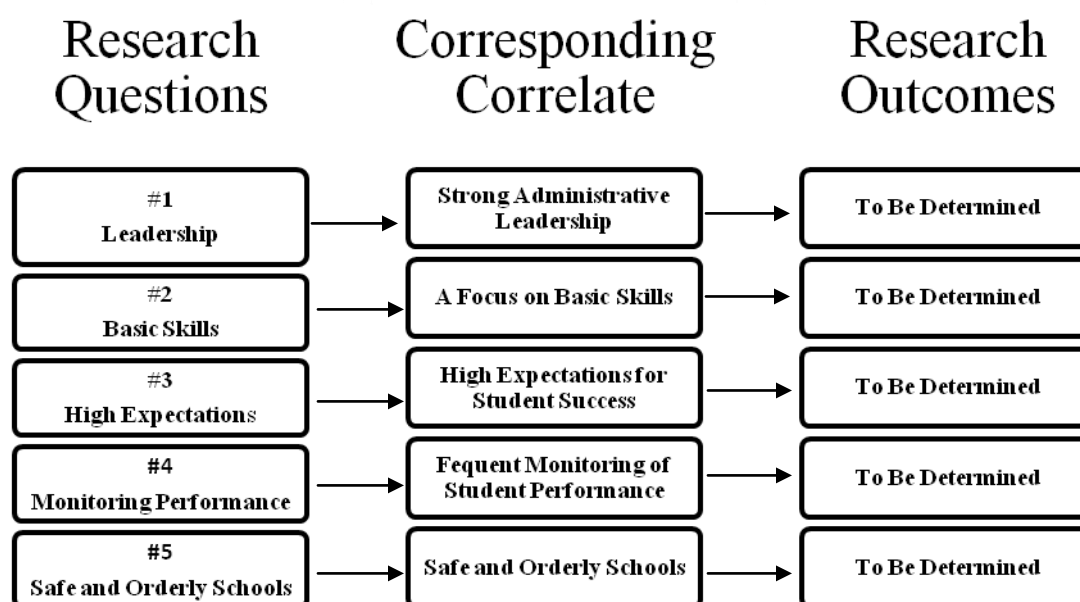 Research
Questions
Corresponding
Correlate
Research
Outcomes
#1
Leadership
Strong Administrative
Leadership
To Be Determined
#2
Basic Skills
A Focus on Basic Skills
To Be Determined
#3
High Expectations
High Expectations for
Student Success
To Be Determined
#4
Monitoring Performance
Fequent Monitoring of
Student Performance
To Be Determined
#5
Safe and Orderly Schools
Safe and Orderly Schools
To Be Determined